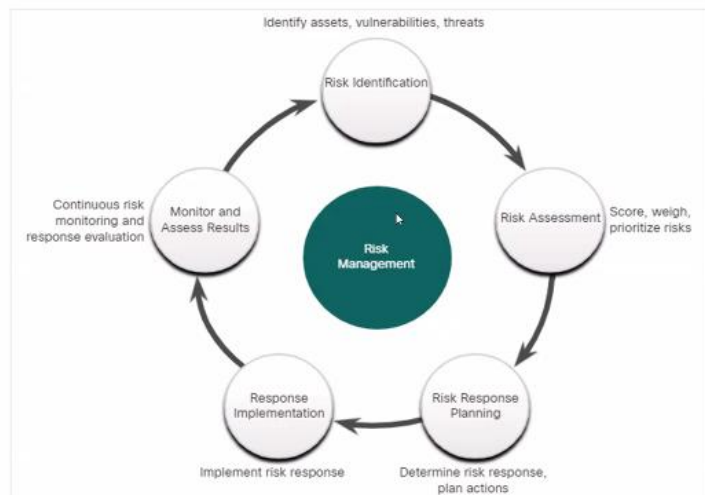 Identify assets, vulnerabilities, threats
Risk Identification
Risk Assessment
Score, weigh,
prioritize risks
Risk Response
Planning
Determine risk response,
plan actions
Response
Implementation
Implement risk response
Monitor and
Assess Results
Continuous risk
monitoring and
response evaluation
Risk
Management